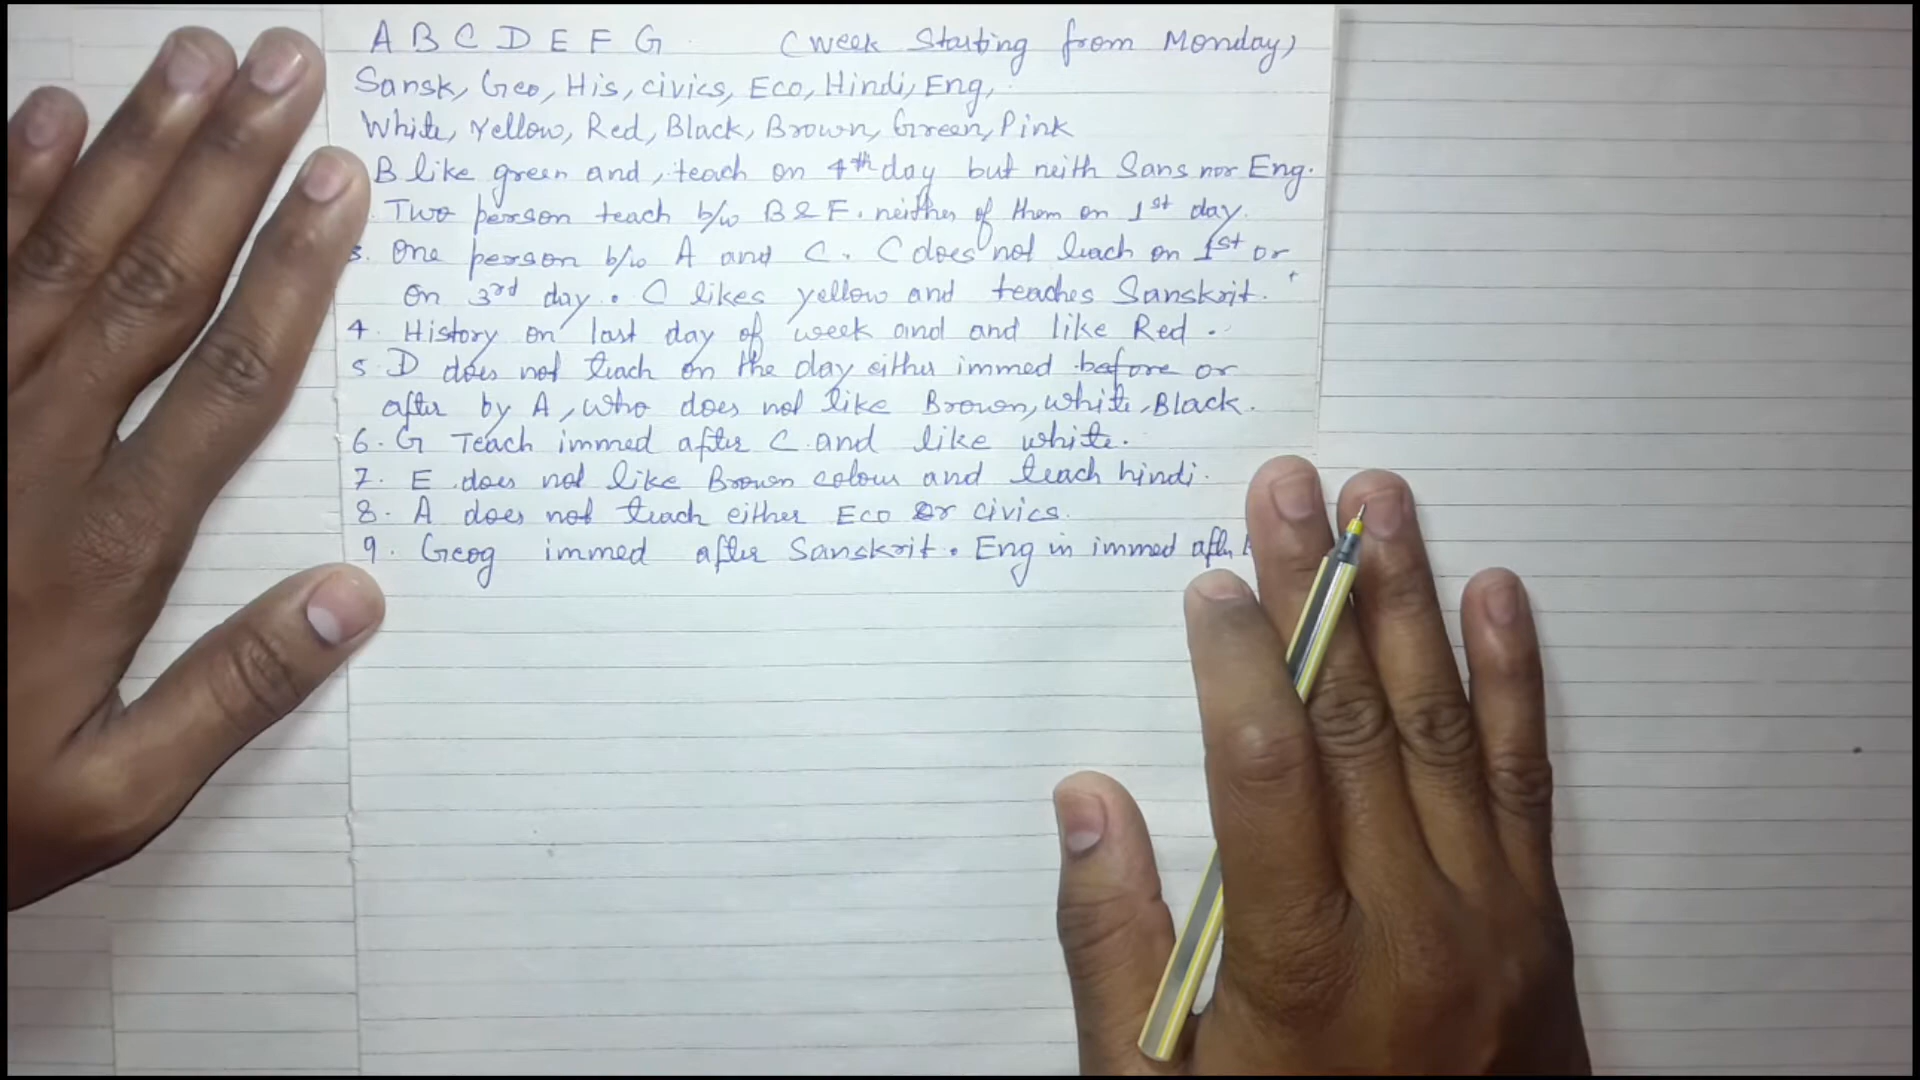 A B C D E F G (week Starting from Monday)
Sansk, Geo, His, civics, Eco, Hindi, Eng,
White, Yellow, Red, Black, Brown, Green, Pink
B like green and, teach on 4th day but neith Sans nor Eng.
. Two person teach b/w B & F. neither of them on 1st day.
3. One person b/w A and C. C does not teach on 1st or
on 3rd day. C likes yellow and teaches Sanskrit.
4. History on last day of week and and like Red.
5. D does not teach on the day either immed before or
after by A, who does not like Brown, white, Black.
6. G Teach immed after C and like white.
7. E does not like Brown colour and teach hindi.
8. A does not teach either Eco or civics.
9. Geog immed after Sanskrit. Eng in immed after